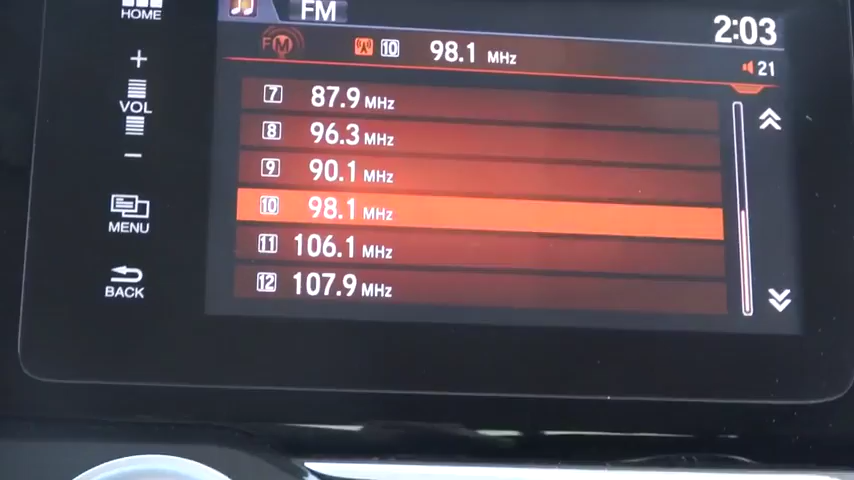 HOME
FM
2:03
FM
10 98.1 MHz
21
+
VOL
−
7 87.9 MHz
8 96.3 MHz
9 90.1 MHz
10 98.1 MHz
11 106.1 MHz
12 107.9 MHz
MENU
BACK